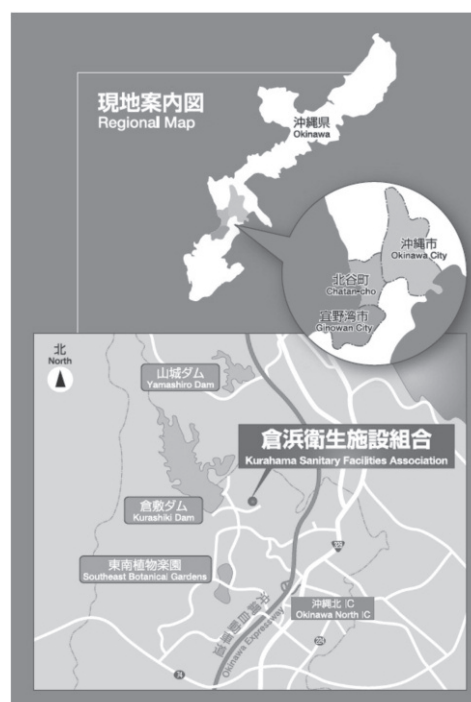 現地案内図
Regional Map
沖縄県
Okinawa
沖縄市
Okinawa City
北谷町
Chatan-cho
宜野湾市
Ginowan City
北
North
山城ダム
Yamashiro Dam
倉浜衛生施設組合
Kurahama Sanitary Facilities Association
倉敷ダム
Kurashiki Dam
東南植物楽園
Southeast Botanical Gardens
沖縄北 IC
Okinawa North IC
沖縄自動車道
Okinawa Expressway
74